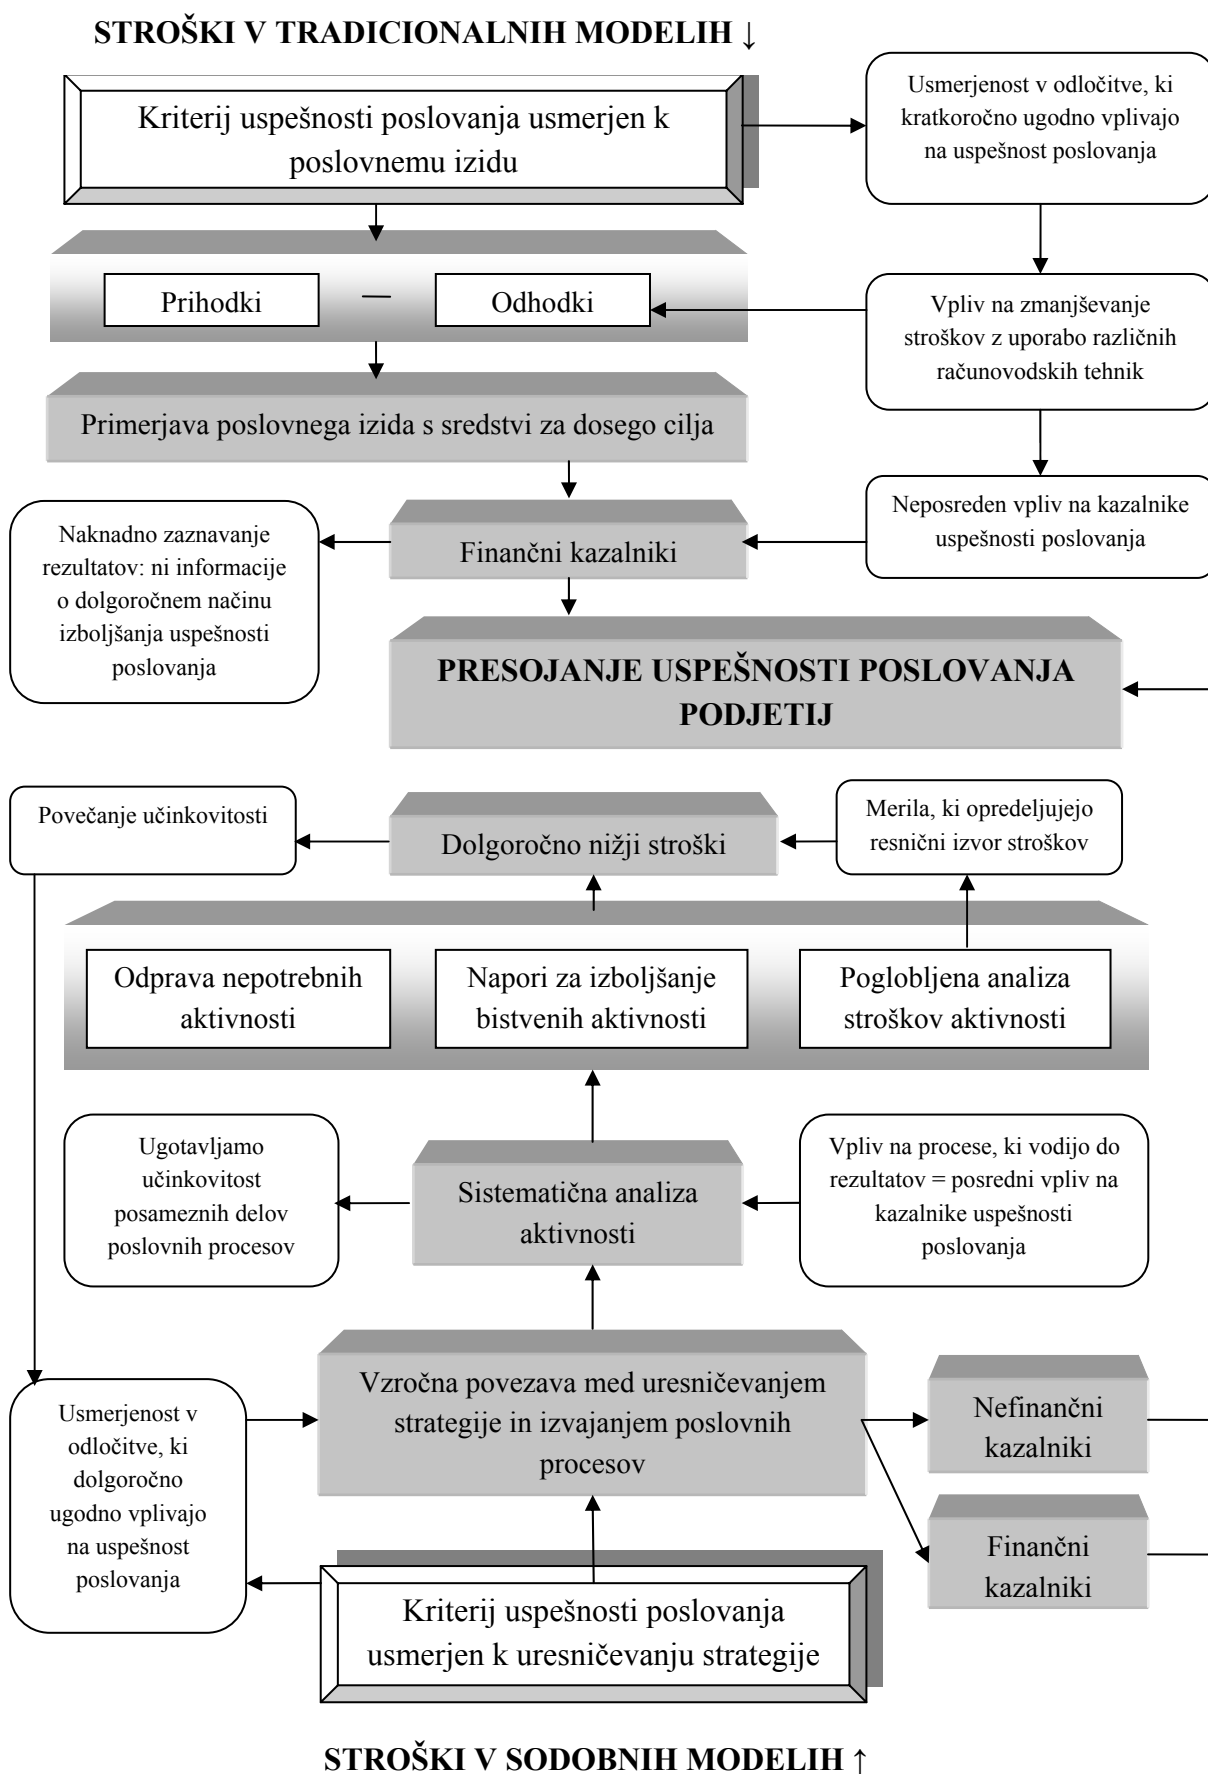 STROŠKI V TRADICIONALNIH MODELIH ↓
Kriterij uspešnosti poslovanja usmerjen k
poslovnemu izidu
Usmerjenost v odločitve, ki
kratkoročno ugodno vplivajo
na uspešnost poslovanja
Prihodki
—
Odhodki
Vpliv na zmanjševanje
stroškov z uporabo različnih
računovodskih tehnik
Primerjava poslovnega izida s sredstvi za dosego cilja
Neposreden vpliv na kazalnike
uspešnosti poslovanja
Finančni kazalniki
Naknadno zaznavanje
rezultatov: ni informacije
o dolgoročnem načinu
izboljšanja uspešnosti
poslovanja
PRESOJANJE USPEŠNOSTI POSLOVANJA
PODJETIJ
Povečanje učinkovitosti
Dolgoročno nižji stroški
Merila, ki opredeljujejo
resnični izvor stroškov
Odprava nepotrebnih
aktivnosti
Napori za izboljšanje
bistvenih aktivnosti
Poglobljena analiza
stroškov aktivnosti
Ugotavljamo
učinkovitost
posameznih delov
poslovnih procesov
Sistematična analiza
aktivnosti
Vpliv na procese, ki vodijo do
rezultatov = posredni vpliv na
kazalnike uspešnosti
poslovanja
Vzročna povezava med uresničevanjem
strategije in izvajanjem poslovnih
procesov
Nefinančni
kazalniki
Usmerjenost v
odločitve, ki
dolgoročno
ugodno vplivajo
na uspešnost
poslovanja
Finančni
kazalniki
Kriterij uspešnosti poslovanja
usmerjen k uresničevanju strategije
STROŠKI V SODOBNIH MODELIH ↑